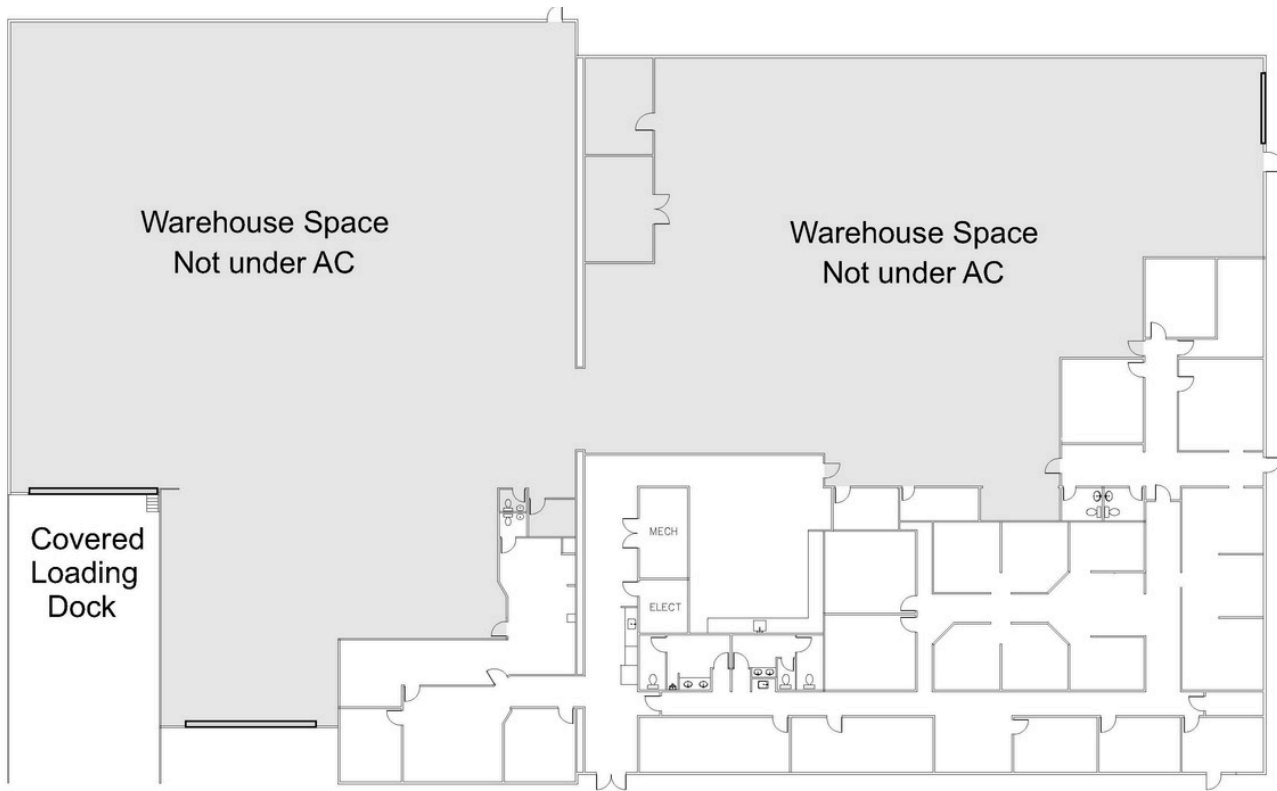 Warehouse Space
Not under AC
Warehouse Space
Not under AC
Covered
Loading
Dock
MECH
ELECT